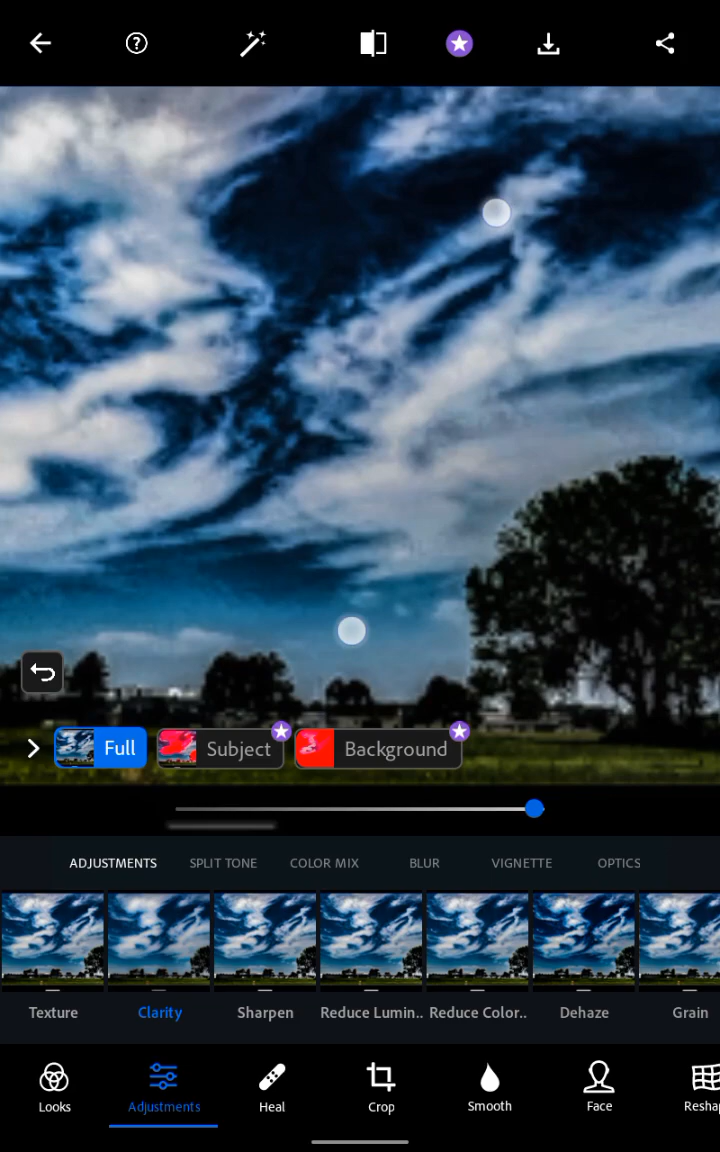 Full Subject Background
ADJUSTMENTS SPLIT TONE COLOR MIX BLUR VIGNETTE OPTICS
Texture Clarity Sharpen Reduce Lumin.. Reduce Color.. Dehaze Grain
Looks Adjustments Heal Crop Smooth Face Reshap